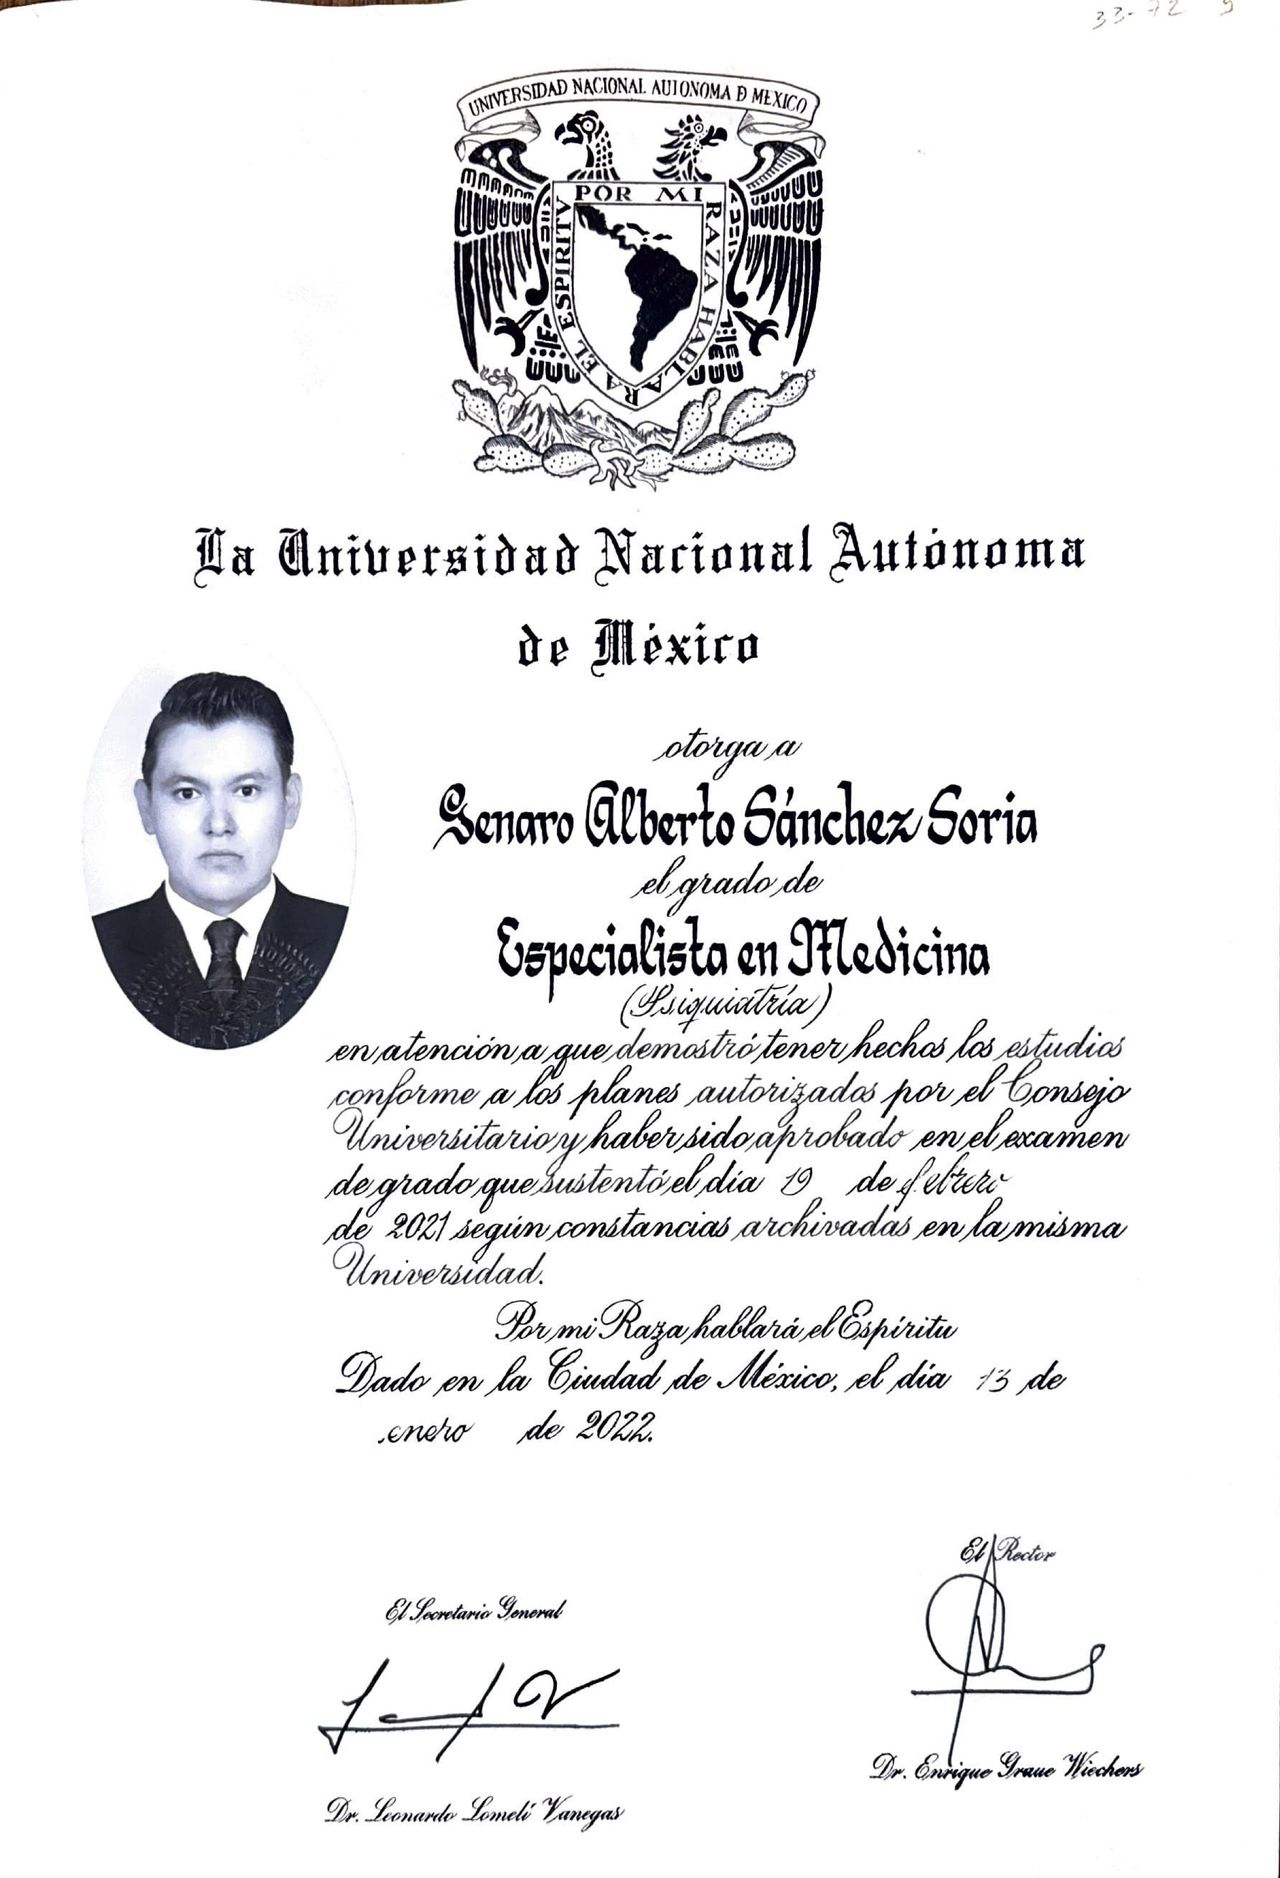 33-72 9
UNIVERSIDAD NACIONAL AUTONOMA D MEXICO
POR MI RAZA HABLARA EL ESPIRITV
La Universidad Nacional Autónoma
de México
otorga a
Genaro Alberto Sánchez Soria
el grado de
Especialista en Medicina
(Psiquiatría)
en atención a que demostró tener hechos los estudios
conforme a los planes autorizados por el Consejo
Universitario y haber sido aprobado en el examen
de grado que sustentó el día 19 de febrero
de 2021 según constancias archivadas en la misma
Universidad.
Por mi Raza hablará el Espíritu
Dado en la Ciudad de México, el día 13 de
enero de 2022.
El Rector
El Secretario General
Dr. Enrique Graue Wiechers
Dr. Leonardo Lomelí Vanegas